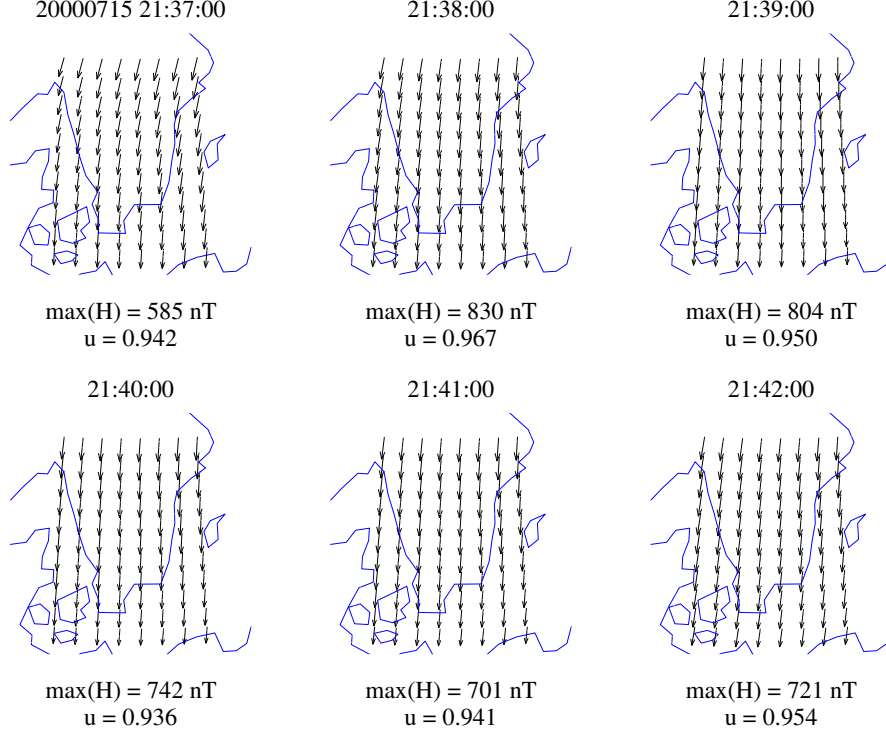 20000715 21:37:00
21:38:00
21:39:00
max(H) = 585 nT
u = 0.942
max(H) = 830 nT
u = 0.967
max(H) = 804 nT
u = 0.950
21:40:00
21:41:00
21:42:00
max(H) = 742 nT
u = 0.936
max(H) = 701 nT
u = 0.941
max(H) = 721 nT
u = 0.954